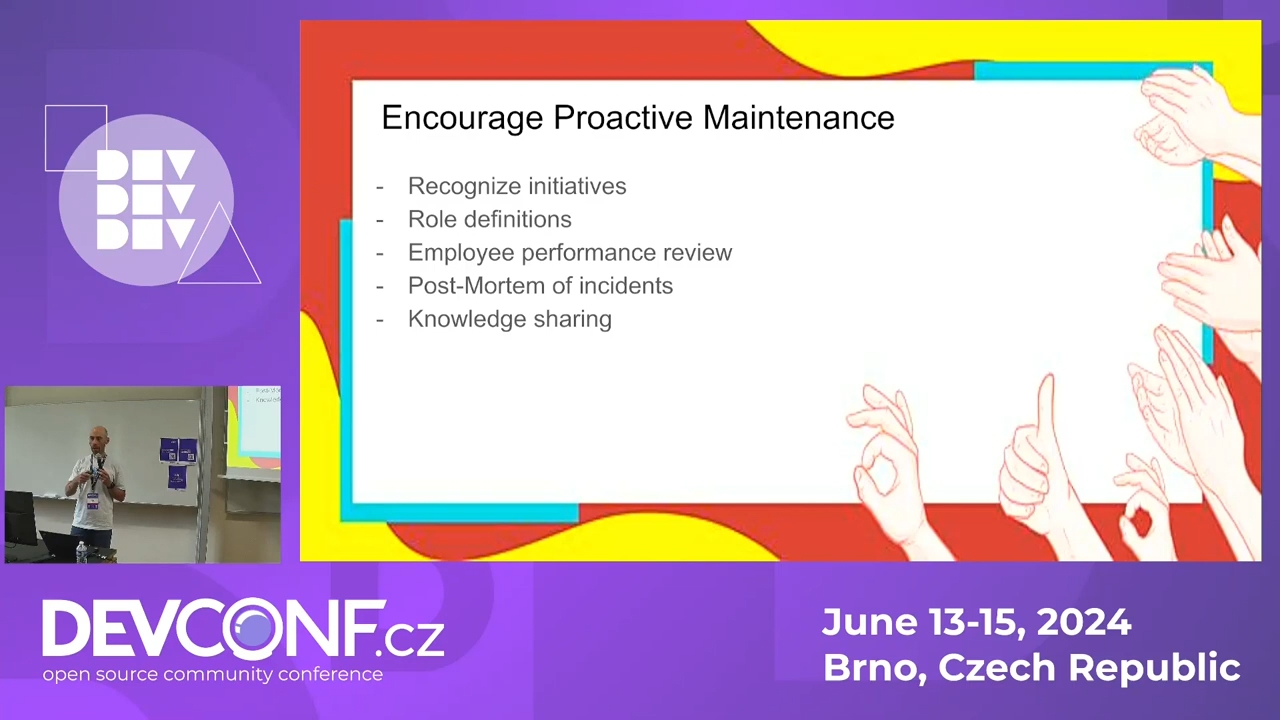 DEV
DEV
DEV
Encourage Proactive Maintenance
- Recognize initiatives
- Role definitions
- Employee performance review
- Post-Mortem of incidents
- Knowledge sharing
DEVCONF.cz
open source community conference
June 13-15, 2024
Brno, Czech Republic